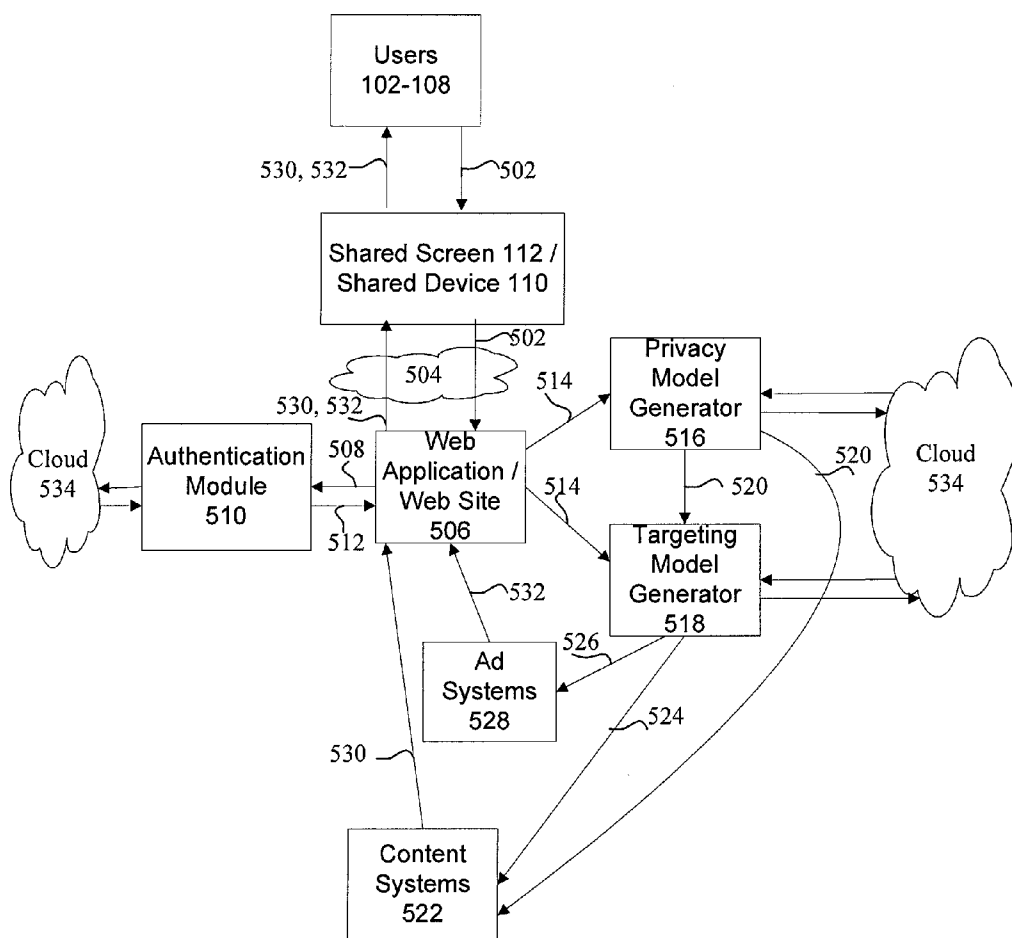 Users
102-108
530, 532
502
Shared Screen 112 /
Shared Device 110
502
504
530, 532
514
Privacy
Model
Generator
516
Cloud
534
Authentication
Module
510
508
512
Web
Application /
Web Site
506
514
520
520
Cloud
534
Targeting
Model
Generator
518
532
526
Ad
Systems
528
524
530
Content
Systems
522